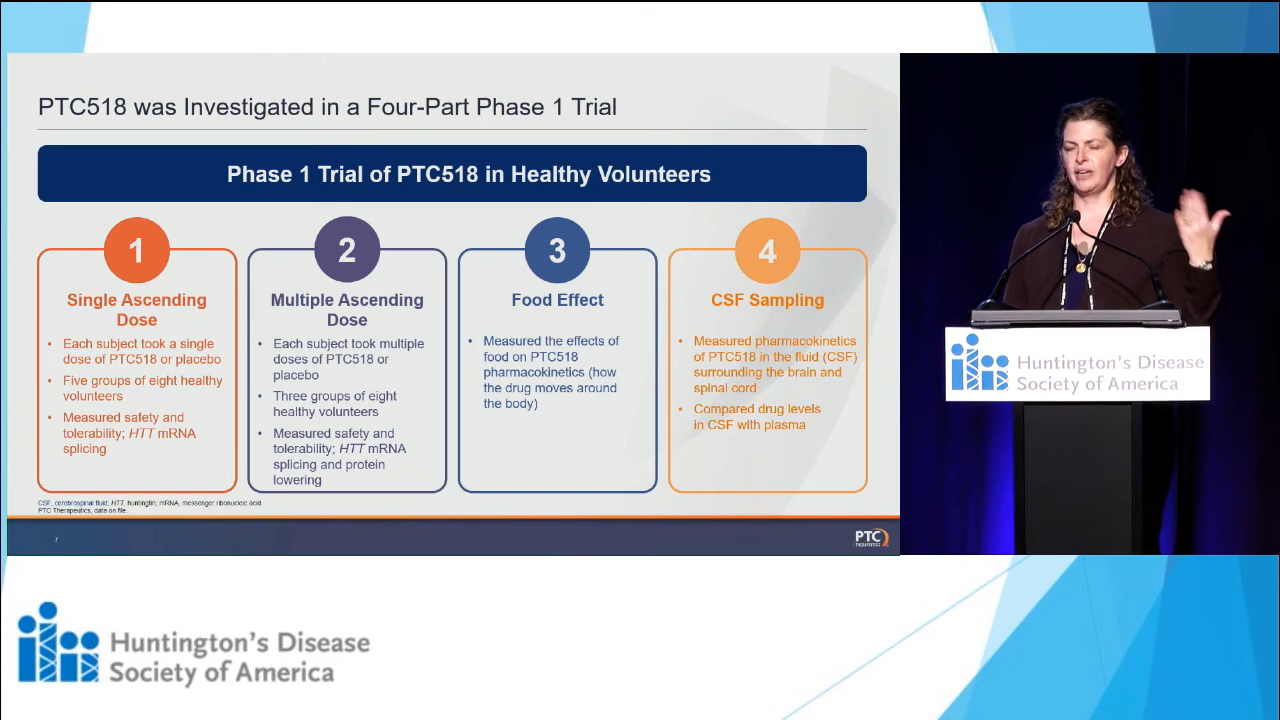 PTC518 was Investigated in a Four-Part Phase 1 Trial
Phase 1 Trial of PTC518 in Healthy Volunteers
1
Single Ascending
Dose
• Each subject took a single
dose of PTC518 or placebo
• Five groups of eight healthy
volunteers
• Measured safety and
tolerability; HTT mRNA
splicing
2
Multiple Ascending
Dose
• Each subject took multiple
doses of PTC518 or
placebo
• Three groups of eight
healthy volunteers
• Measured safety and
tolerability; HTT mRNA
splicing and protein
lowering
3
Food Effect
• Measured the effects of
food on PTC518
pharmacokinetics (how
the drug moves around
the body)
4
CSF Sampling
• Measured pharmacokinetics
of PTC518 in the fluid (CSF)
surrounding the brain and
spinal cord
• Compared drug levels
in CSF with plasma
CSF, cerebrospinal fluid; HTT, huntingtin; mRNA, messenger ribonucleic acid.
PTC Therapeutics, data on file.
7
PTC
THERAPEUTICS
Huntington's Disease
Society of America
Huntington's Disease
Society of America